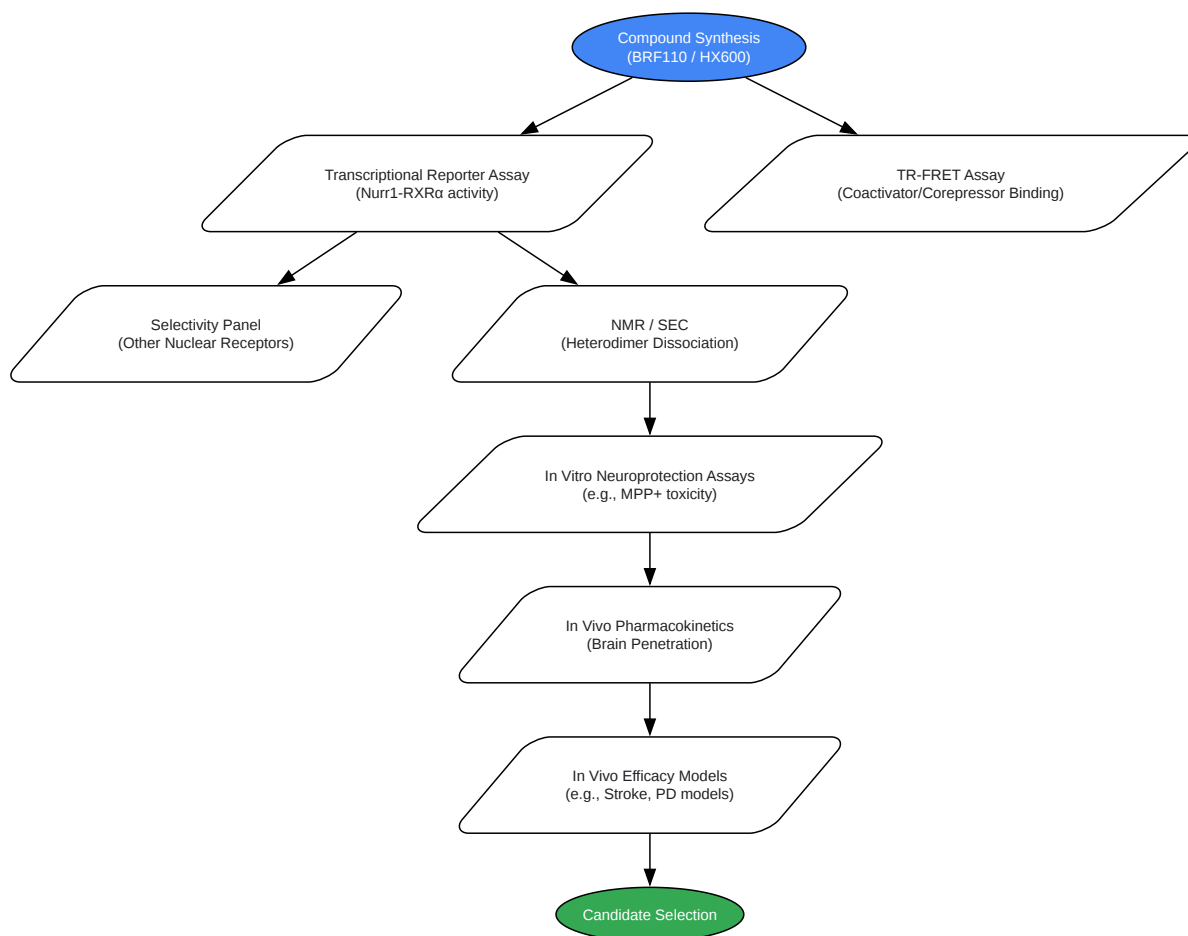 Compound Synthesis
(BRF110 / HX600)
Transcriptional Reporter Assay
(Nurr1-RXRα activity)
TR-FRET Assay
(Coactivator/Corepressor Binding)
Selectivity Panel
(Other Nuclear Receptors)
NMR / SEC
(Heterodimer Dissociation)
In Vitro Neuroprotection Assays
(e.g., MPP+ toxicity)
In Vivo Pharmacokinetics
(Brain Penetration)
In Vivo Efficacy Models
(e.g., Stroke, PD models)
Candidate Selection